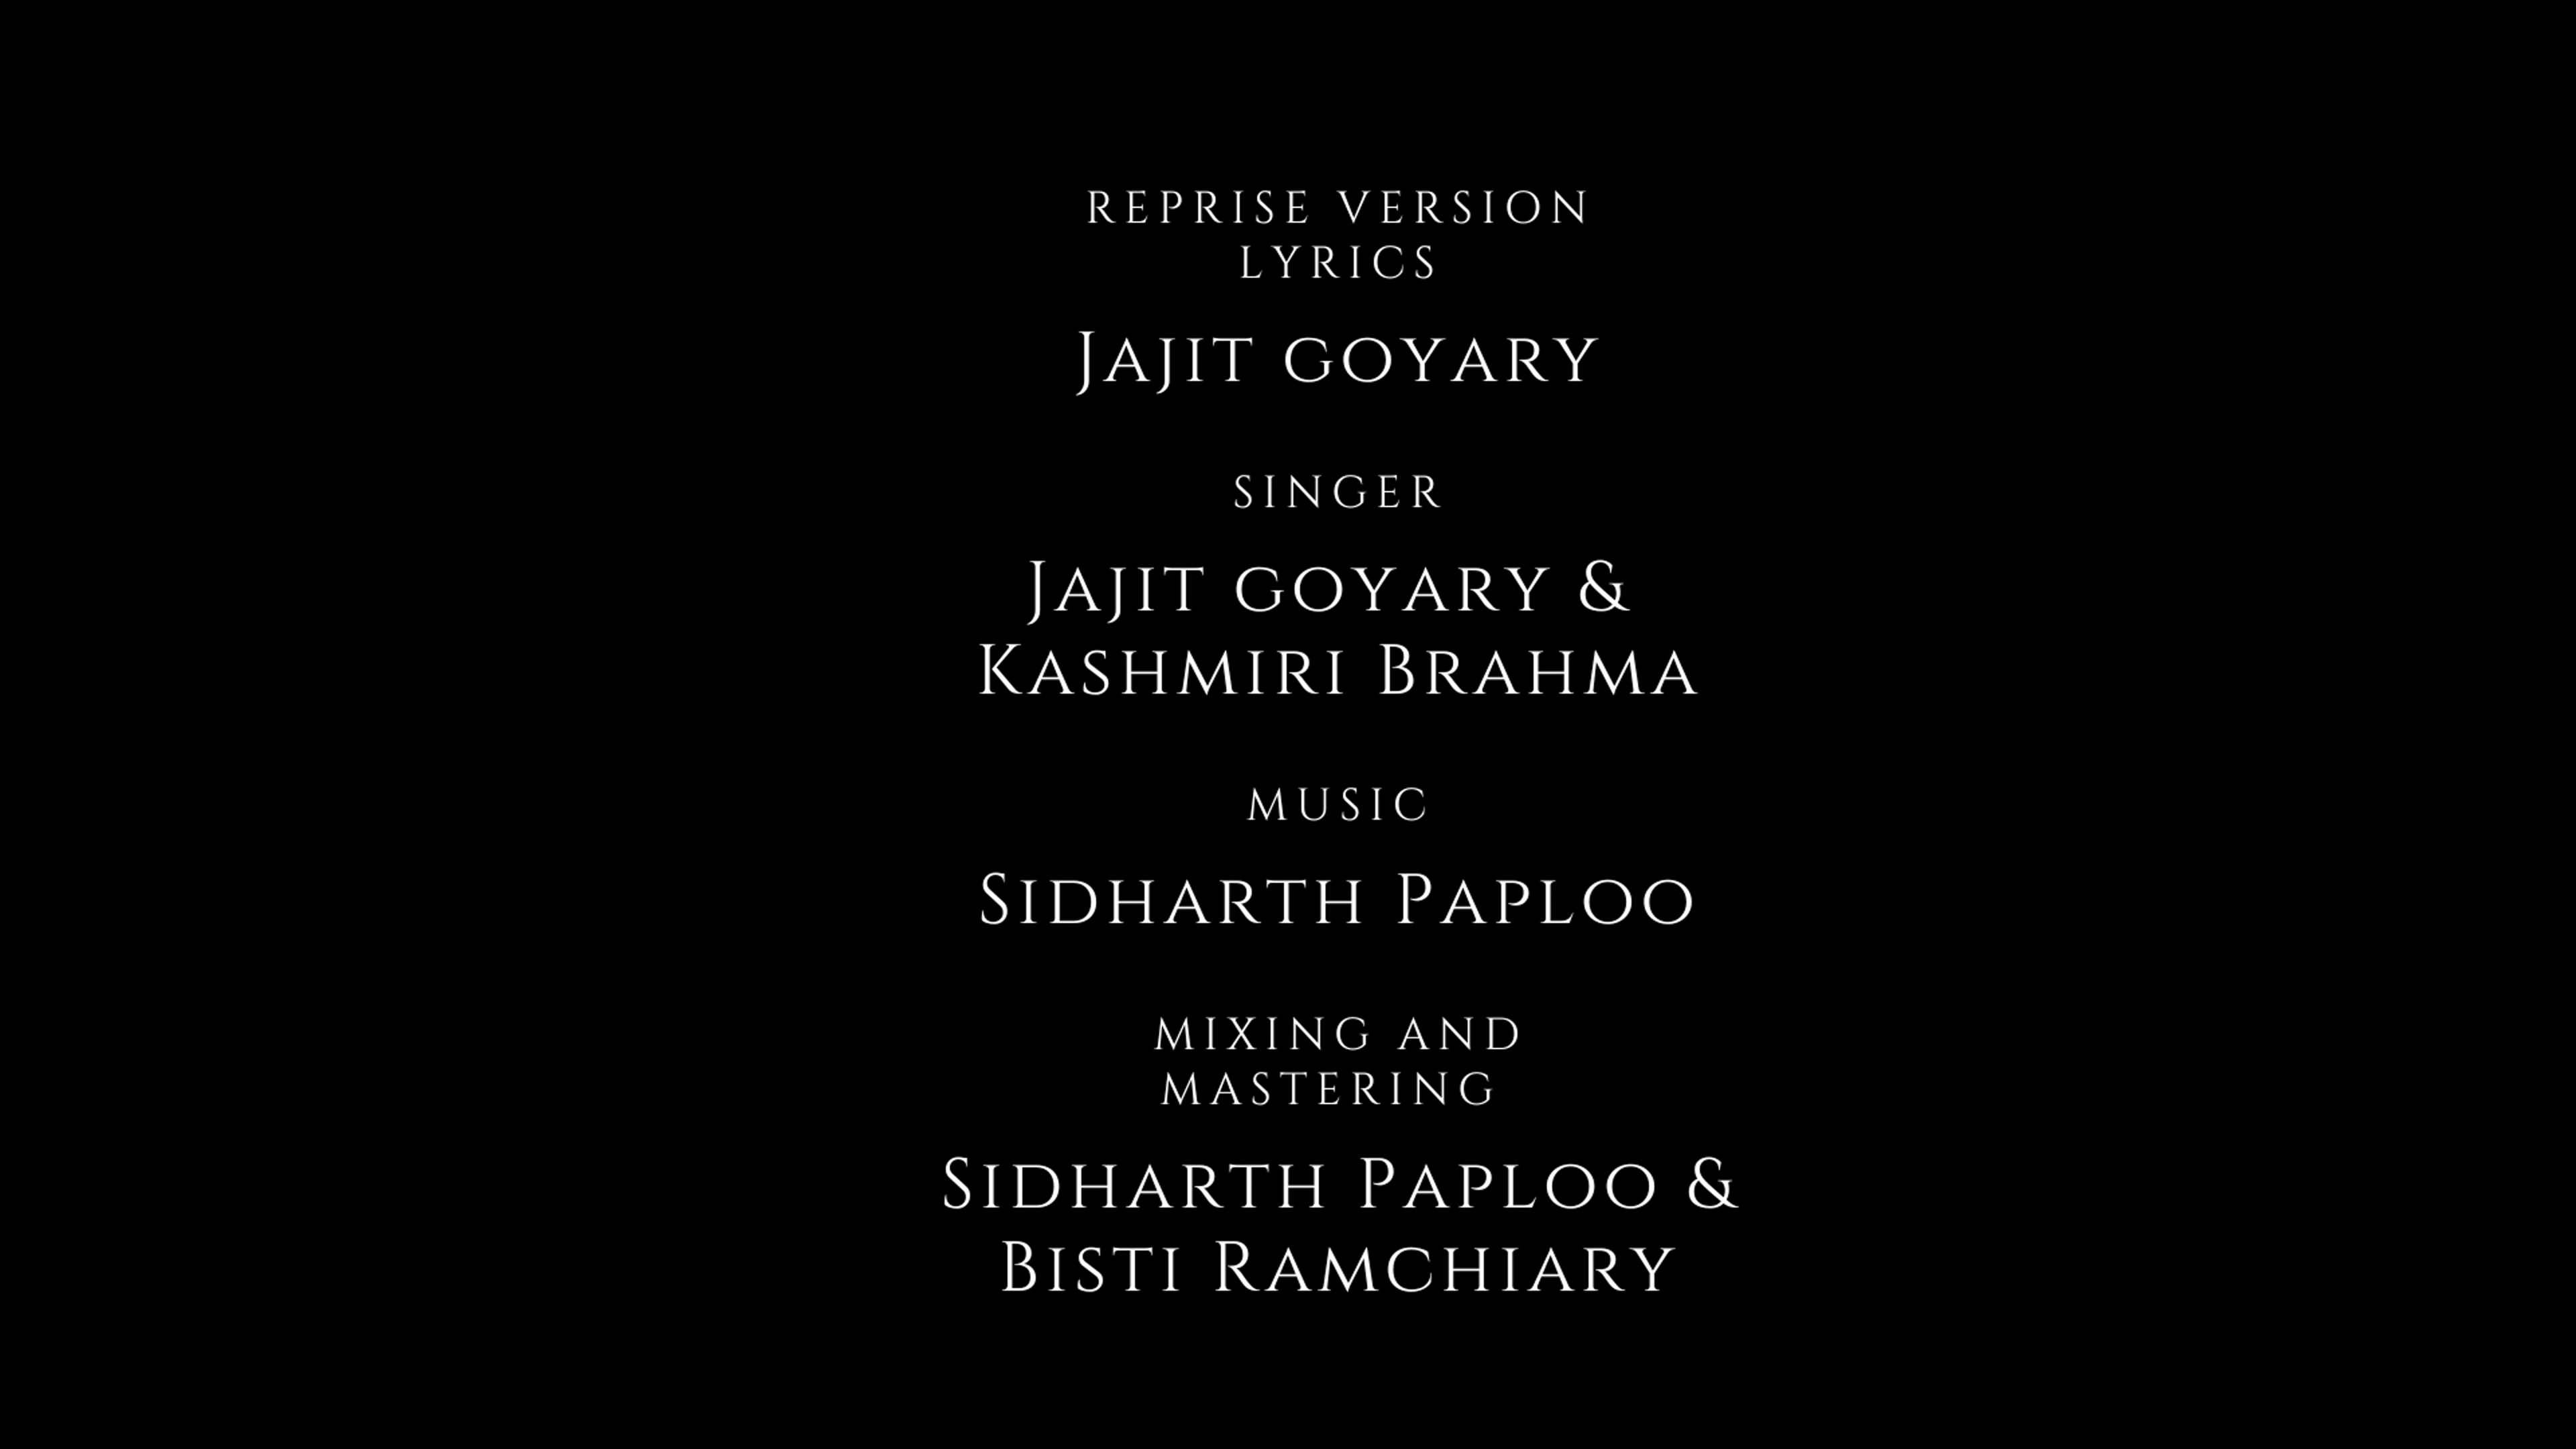 REPRISE VERSION
LYRICS
JAJIT GOYARY
SINGER
JAJIT GOYARY &
KASHMIRI BRAHMA
MUSIC
SIDHARTH PAPLOO
MIXING AND
MASTERING
SIDHARTH PAPLOO &
BISTI RAMCHIARY